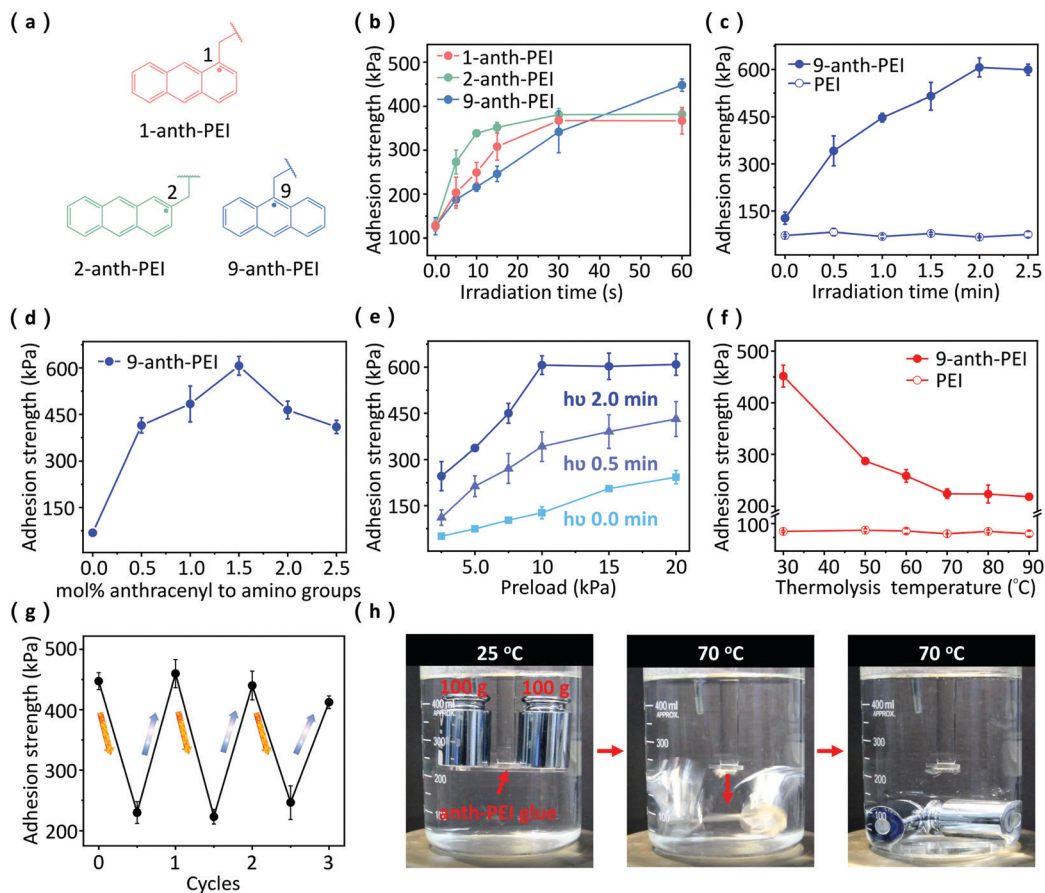 ( a )
1
1-anth-PEI
2
9
2-anth-PEI
9-anth-PEI
( b )
Adhesion strength (kPa)
500
400
300
200
100
1-anth-PEI
2-anth-PEI
9-anth-PEI
0.0 10 20 30 40 50 60
Irradiation time (s)
( c )
Adhesion strength (kPa)
600
450
300
150
0
9-anth-PEI
PEI
0.0 0.5 1.0 1.5 2.0 2.5
Irradiation time (min)
( d )
Adhesion strength (kPa)
600
450
300
150
0
9-anth-PEI
0.0 0.5 1.0 1.5 2.0 2.5
mol% anthracenyl to amino groups
( e )
Adhesion strength (kPa)
600
450
300
150
hυ 2.0 min
hυ 0.5 min
hυ 0.0 min
5.0 10 15 20
Preload (kPa)
( f )
Adhesion strength (kPa)
500
400
300
200
100
9-anth-PEI
PEI
30 40 50 60 70 80 90
Thermolysis temperature (°C)
( g )
Adhesion strength (kPa)
500
400
300
200
0 1 2 3
Cycles
( h )
25 °C
100 g 100 g
400 ml
APPROX.
300
200
100
anth-PEI glue
70 °C
400 ml
APPROX.
300
200
100
70 °C
400 ml
APPROX.
300
200
100